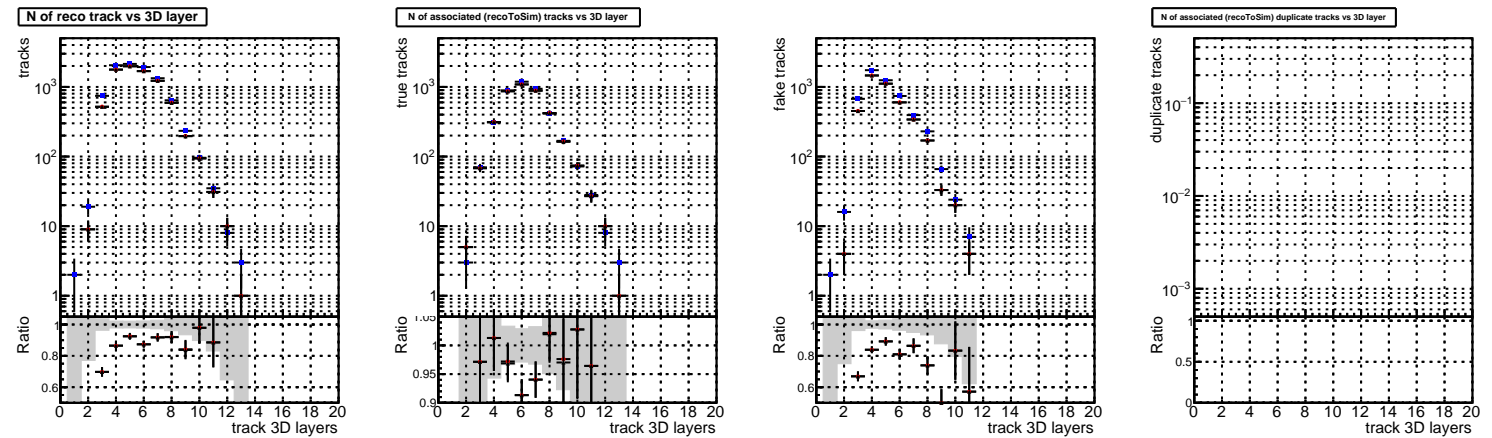 N of reco track vs 3D layer
tracks
10³
10²
10
1
Ratio
1
0.8
0.6
0 2 4 6 8 10 12 14 16 18 20
track 3D layers
N of associated (recoToSim) tracks vs 3D layer
true tracks
10³
10²
10
1
Ratio
1.05
1
0.95
0.9
0 2 4 6 8 10 12 14 16 18 20
track 3D layers
fake tracks
10³
10²
10
1
Ratio
1
0.8
0.6
0 2 4 6 8 10 12 14 16 18 20
track 3D layers
N of associated (recoToSim) duplicate tracks vs 3D layer
duplicate tracks
10⁻¹
10⁻²
10⁻³
Ratio
1
0.5
0
0 2 4 6 8 10 12 14 16 18 20
track 3D layers